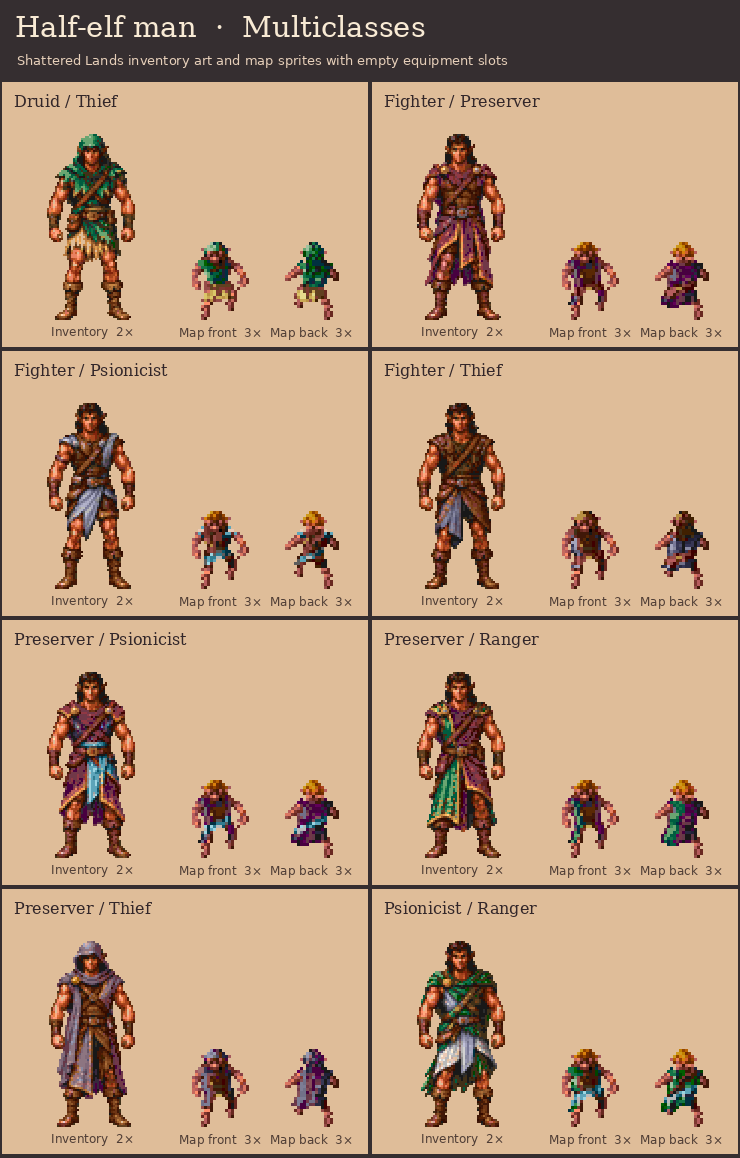 Half-elf man · Multiclasses
Shattered Lands inventory art and map sprites with empty equipment slots
Druid / Thief
Inventory 2×
Map front 3×
Map back 3×
Fighter / Preserver
Inventory 2×
Map front 3×
Map back 3×
Fighter / Psionicist
Inventory 2×
Map front 3×
Map back 3×
Fighter / Thief
Inventory 2×
Map front 3×
Map back 3×
Preserver / Psionicist
Inventory 2×
Map front 3×
Map back 3×
Preserver / Ranger
Inventory 2×
Map front 3×
Map back 3×
Preserver / Thief
Inventory 2×
Map front 3×
Map back 3×
Psionicist / Ranger
Inventory 2×
Map front 3×
Map back 3×